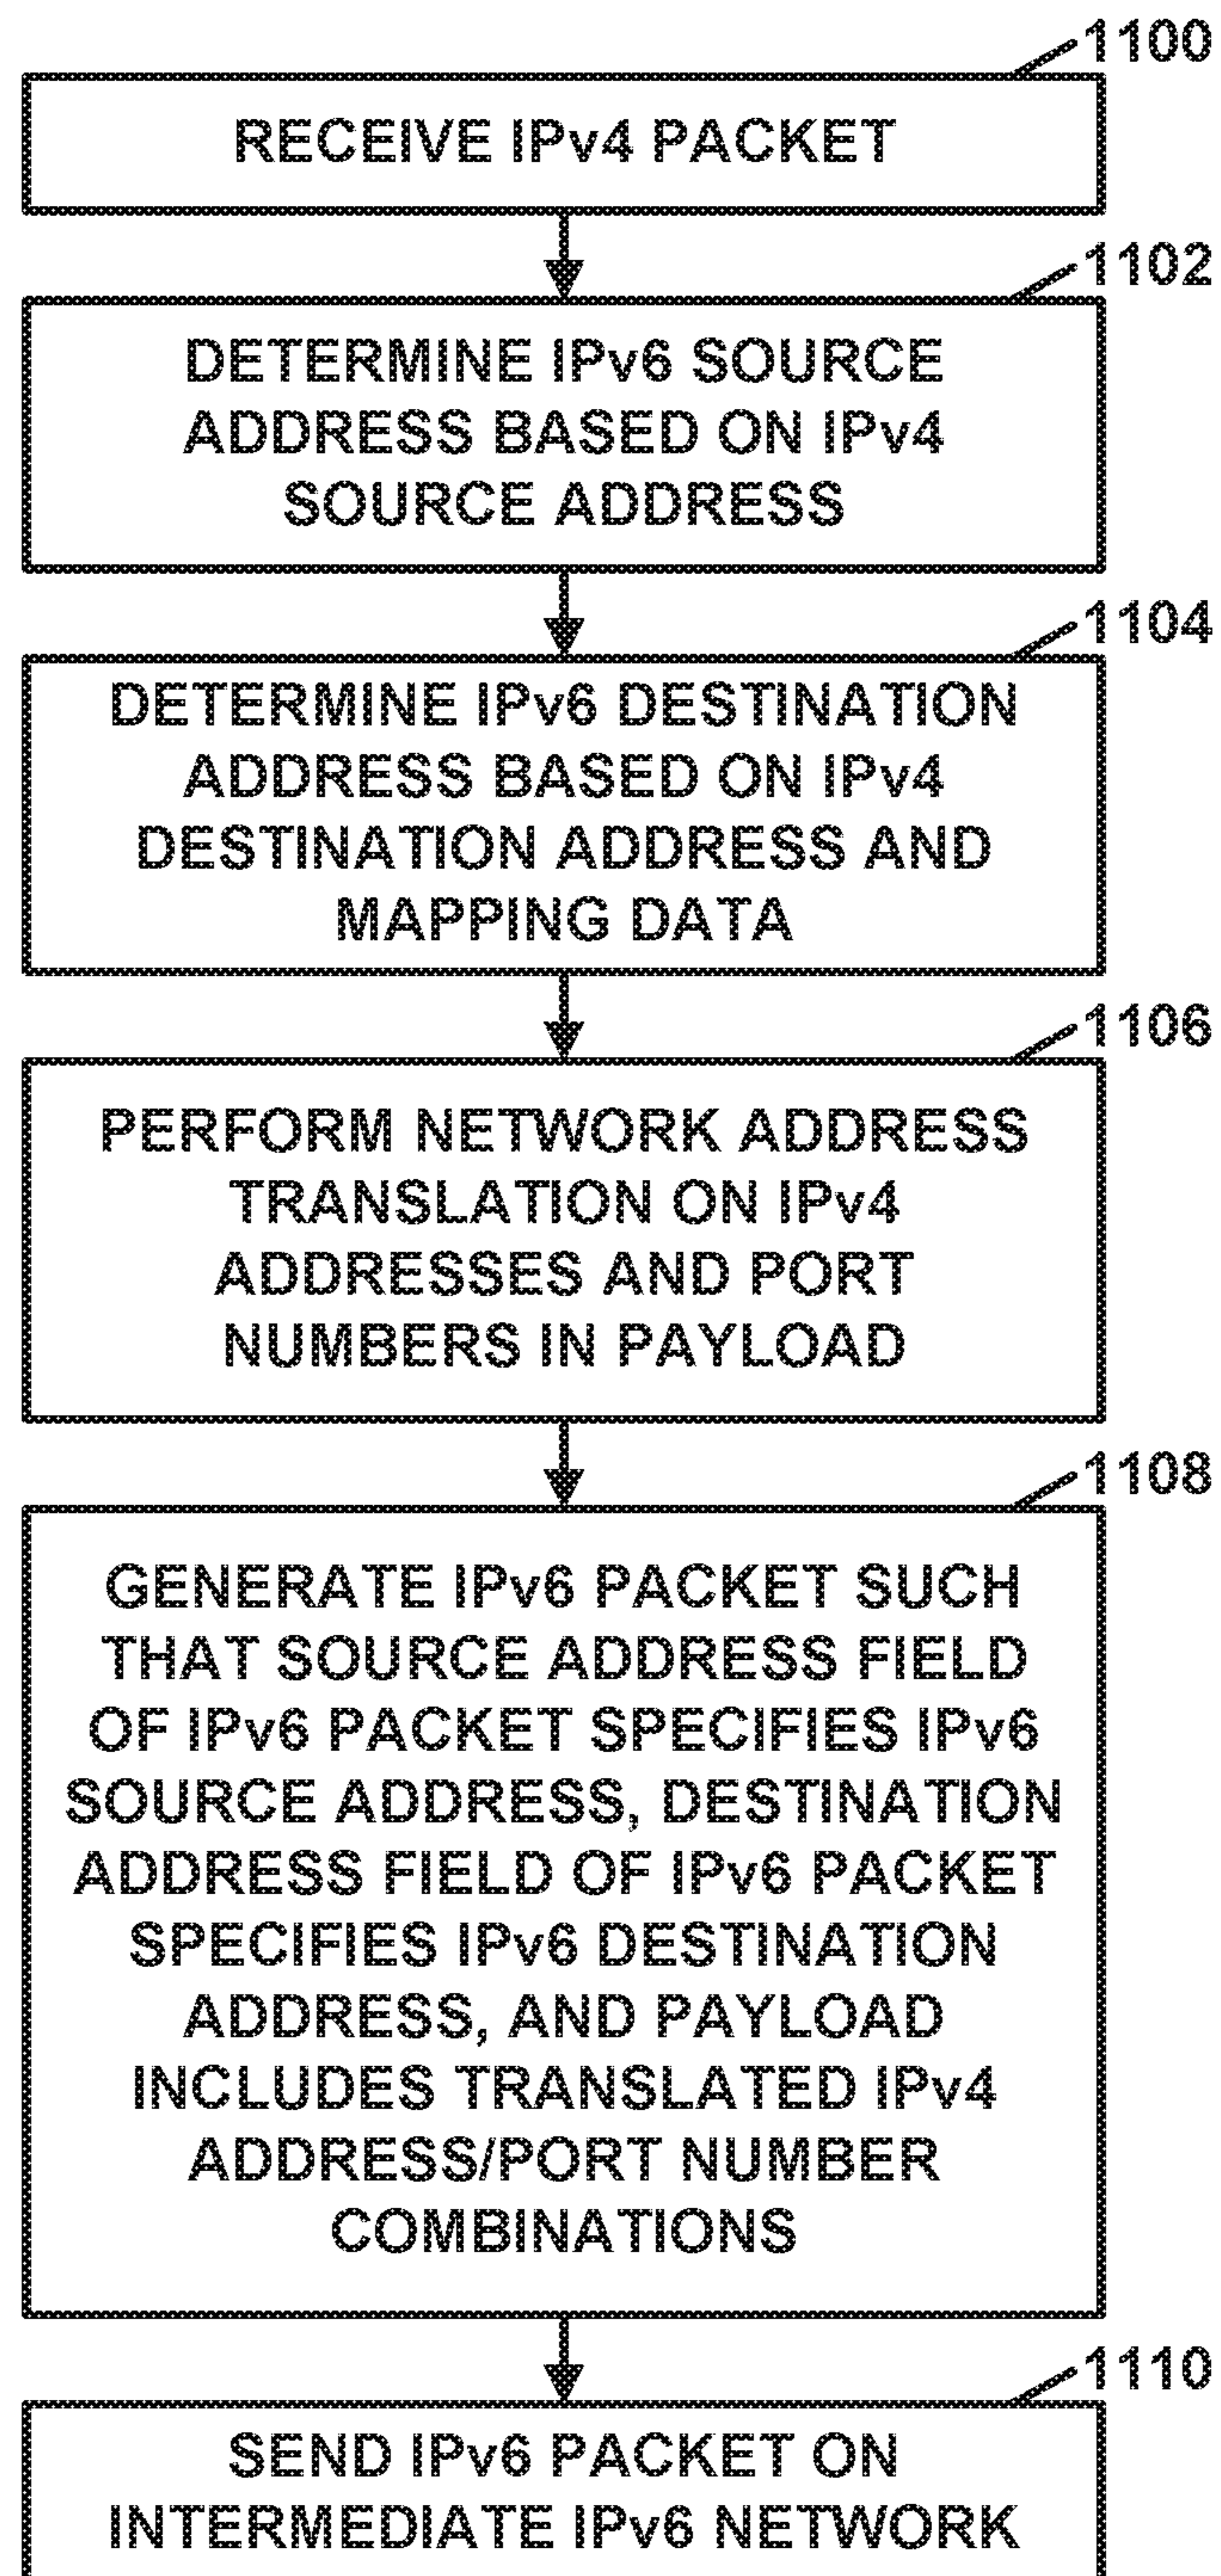 1100
RECEIVE IPv4 PACKET
1102
DETERMINE IPv6 SOURCE
ADDRESS BASED ON IPv4
SOURCE ADDRESS
1104
DETERMINE IPv6 DESTINATION
ADDRESS BASED ON IPv4
DESTINATION ADDRESS AND
MAPPING DATA
1106
PERFORM NETWORK ADDRESS
TRANSLATION ON IPv4
ADDRESSES AND PORT
NUMBERS IN PAYLOAD
1108
GENERATE IPv6 PACKET SUCH
THAT SOURCE ADDRESS FIELD
OF IPv6 PACKET SPECIFIES IPv6
SOURCE ADDRESS, DESTINATION
ADDRESS FIELD OF IPv6 PACKET
SPECIFIES IPv6 DESTINATION
ADDRESS, AND PAYLOAD
INCLUDES TRANSLATED IPv4
ADDRESS/PORT NUMBER
COMBINATIONS
1110
SEND IPv6 PACKET ON
INTERMEDIATE IPv6 NETWORK